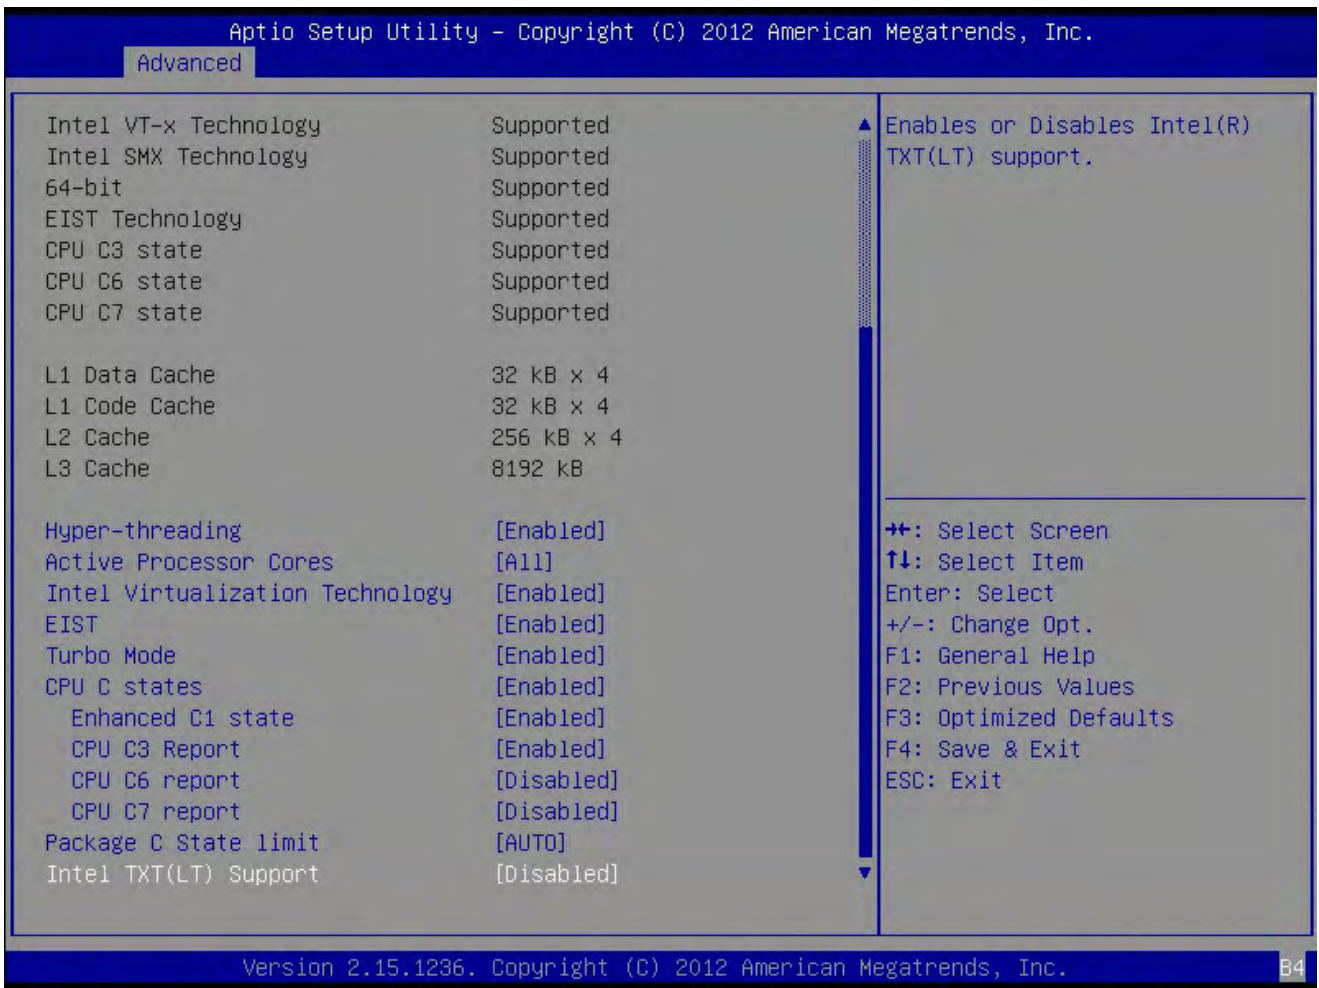 Aptio Setup Utility – Copyright (C) 2012 American Megatrends, Inc.
Advanced
Intel VT-x Technology Supported
Intel SMX Technology Supported
64-bit Supported
EIST Technology Supported
CPU C3 state Supported
CPU C6 state Supported
CPU C7 state Supported
L1 Data Cache 32 kB x 4
L1 Code Cache 32 kB x 4
L2 Cache 256 kB x 4
L3 Cache 8192 kB
Hyper-threading [Enabled]
Active Processor Cores [All]
Intel Virtualization Technology [Enabled]
EIST [Enabled]
Turbo Mode [Enabled]
CPU C states [Enabled]
Enhanced C1 state [Enabled]
CPU C3 Report [Enabled]
CPU C6 report [Disabled]
CPU C7 report [Disabled]
Package C State limit [AUTO]
Intel TXT(LT) Support [Disabled]
Enables or Disables Intel(R)
TXT(LT) support.
→←: Select Screen
↑↓: Select Item
Enter: Select
+/-: Change Opt.
F1: General Help
F2: Previous Values
F3: Optimized Defaults
F4: Save & Exit
ESC: Exit
Version 2.15.1236. Copyright (C) 2012 American Megatrends, Inc.
B4